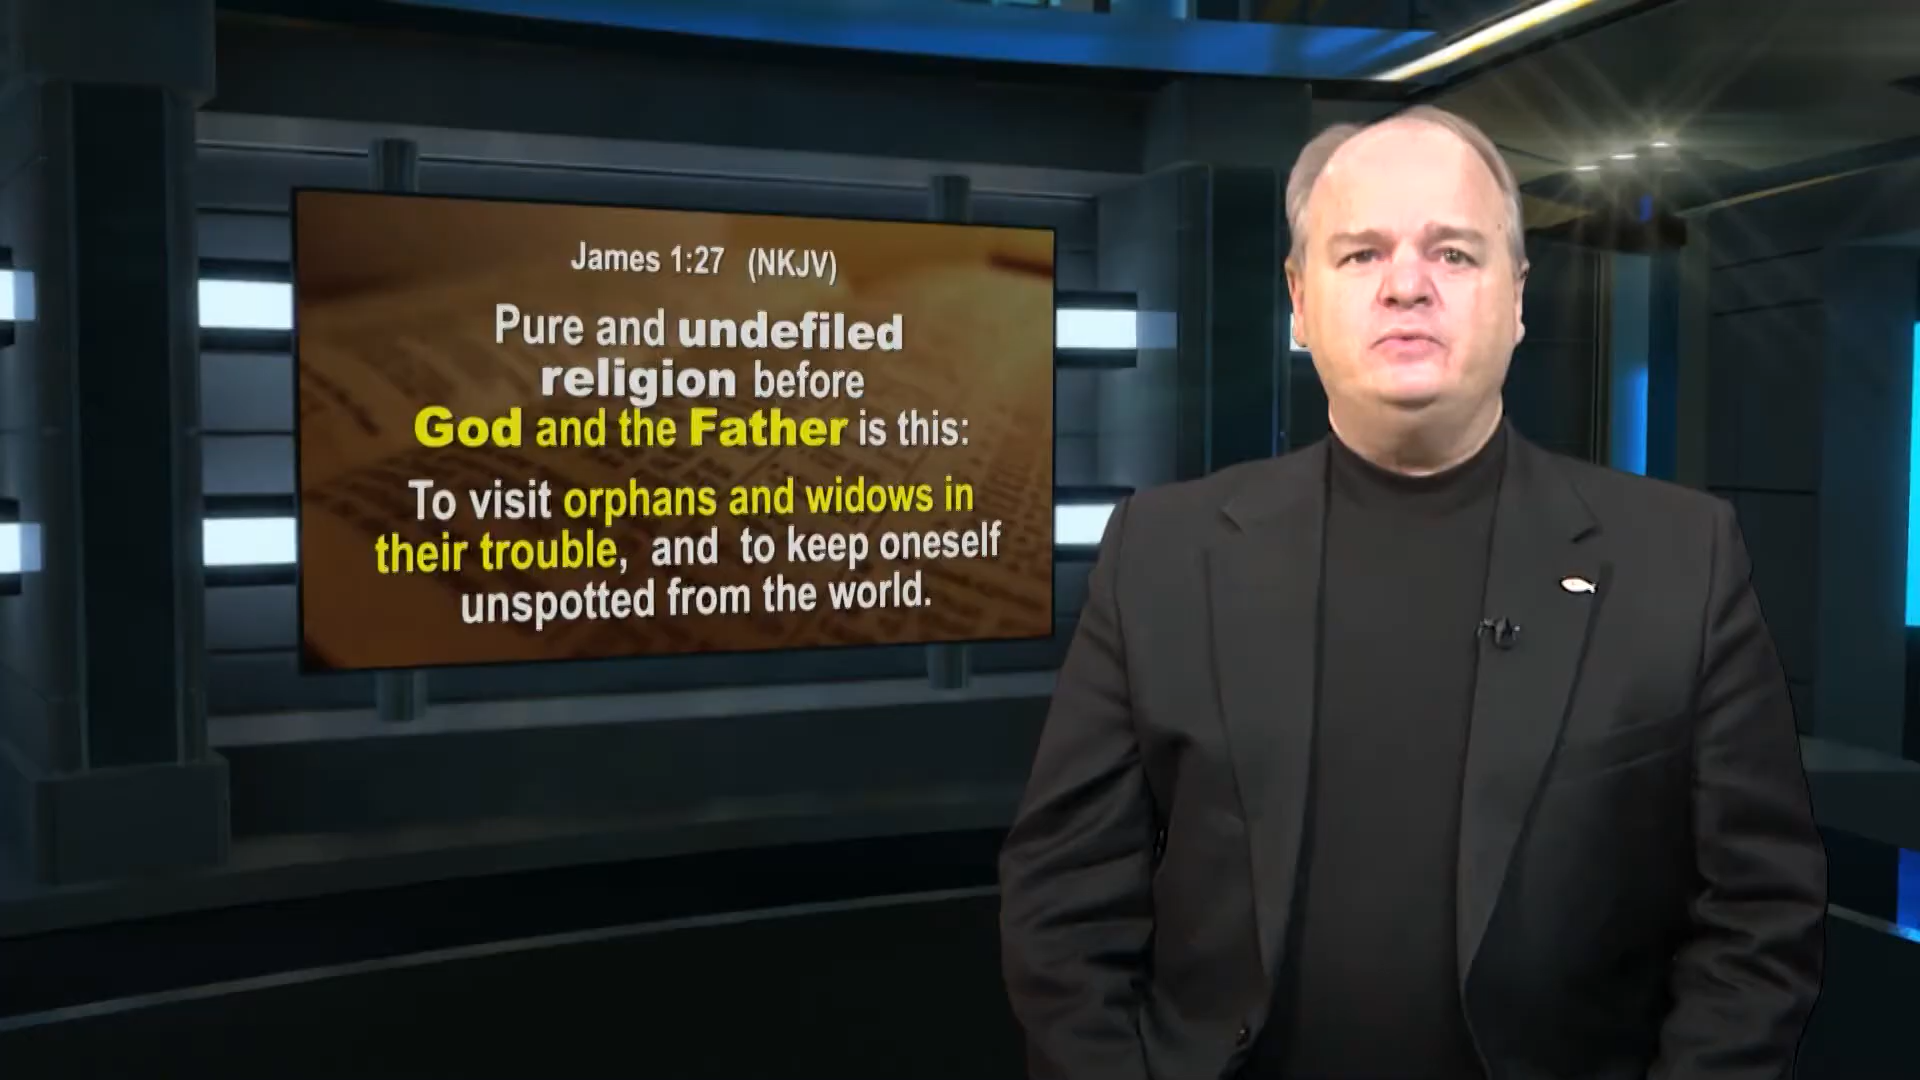 James 1:27 (NKJV)
Pure and undefiled
religion before
God and the Father is this:
To visit orphans and widows in
their trouble, and to keep oneself
unspotted from the world.